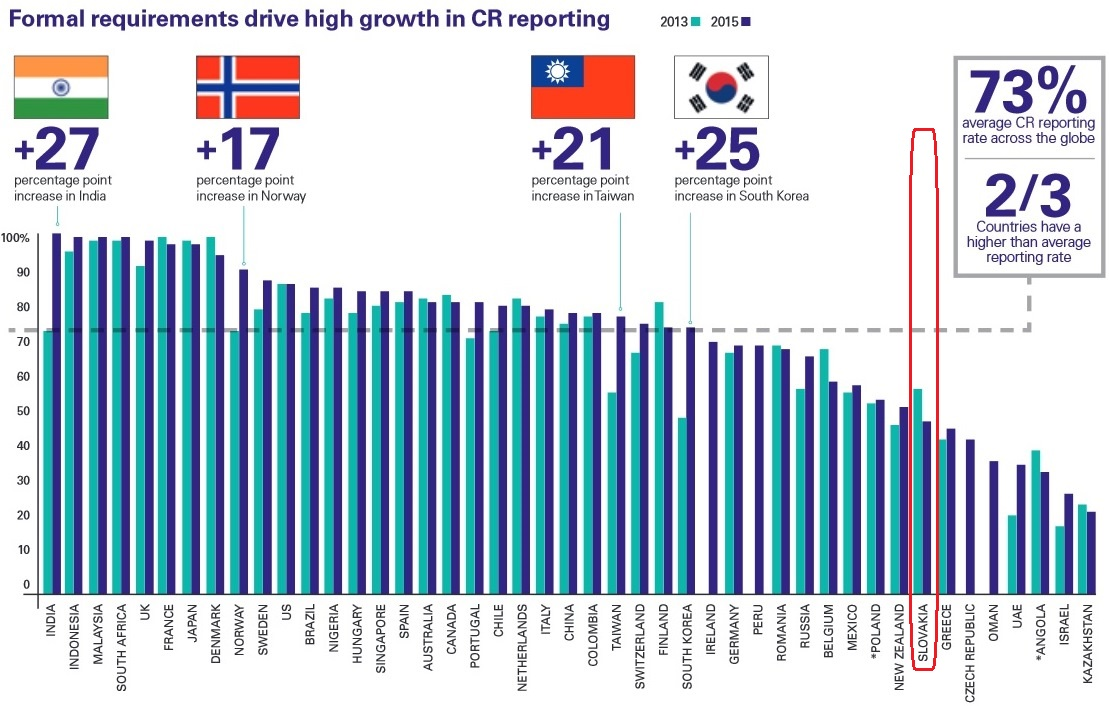 Formal requirements drive high growth in CR reporting
2013 2015
+27
percentage point
increase in India
+17
percentage point
increase in Norway
+21
percentage point
increase in Taiwan
+25
percentage point
increase in South Korea
73%
average CR reporting
rate across the globe
2/3
Countries have a
higher than average
reporting rate
100%
90
80
70
60
50
40
30
20
10
0
INDIA
INDONESIA
MALAYSIA
SOUTH AFRICA
UK
FRANCE
JAPAN
DENMARK
NORWAY
SWEDEN
US
BRAZIL
NIGERIA
HUNGARY
SINGAPORE
SPAIN
AUSTRALIA
CANADA
PORTUGAL
CHILE
NETHERLANDS
ITALY
CHINA
COLOMBIA
TAIWAN
SWITZERLAND
FINLAND
SOUTH KOREA
IRELAND
GERMANY
PERU
ROMANIA
RUSSIA
BELGIUM
MEXICO
*POLAND
NEW ZEALAND
SLOVAKIA
GREECE
CZECH REPUBLIC
OMAN
UAE
*ANGOLA
ISRAEL
KAZAKHSTAN